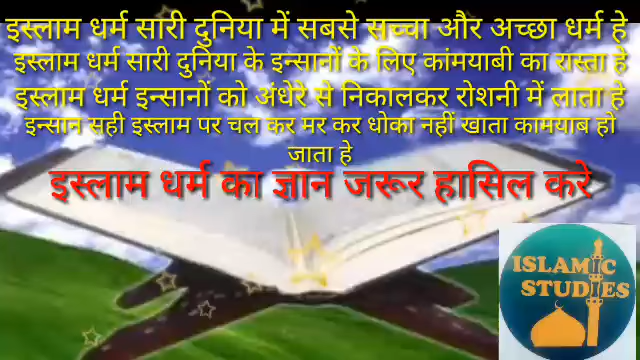 इस्लाम धर्म सारी दुनिया में सबसे सच्चा और अच्छा धर्म हे
इस्लाम धर्म सारी दुनिया के इन्सानों के लिए कांमयाबी का रास्ता हे
इस्लाम धर्म इन्सानों को अंधेरे से निकालकर रोशनी में लाता हे
इन्सान सही इस्लाम पर चल कर मर कर धोका नहीं खाता कामयाब हो
जाता हे
इस्लाम धर्म का ज्ञान जरूर हासिल करे
ISLAMIC
STUDIES